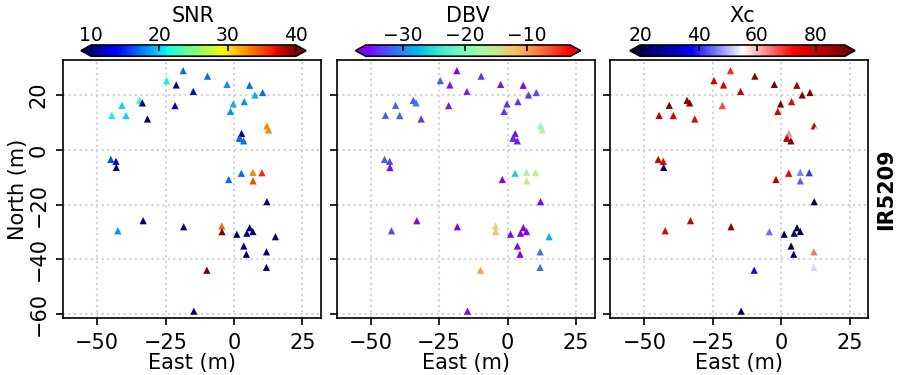 SNR DBV Xc
10 20 30 40 −30 −20 −10 20 40 60 80
20
0
−20
−40
−60
North (m)
IR5209
−50 −25 0 25 −50 −25 0 25 −50 −25 0 25
East (m) East (m) East (m)